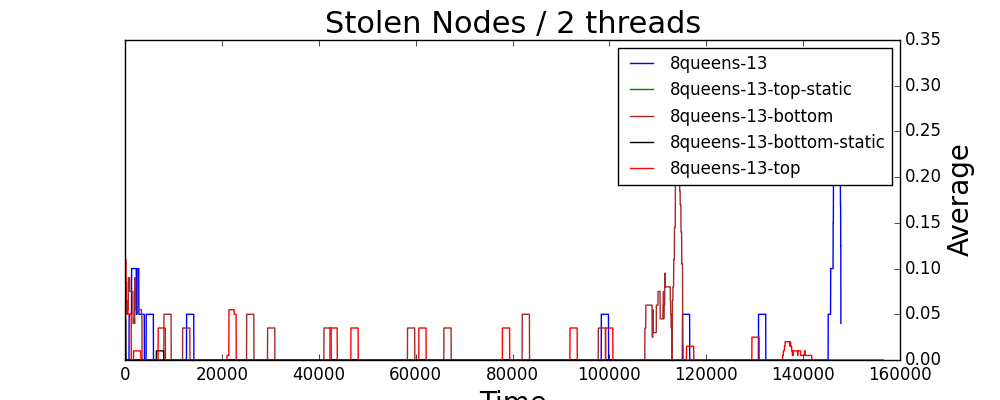 Stolen Nodes / 2 threads
8queens-13
8queens-13-top-static
8queens-13-bottom
8queens-13-bottom-static
8queens-13-top
0.35
0.30
0.25
0.20
0.15
0.10
0.05
0.00
Average
0 20000 40000 60000 80000 100000 120000 140000 160000
Time